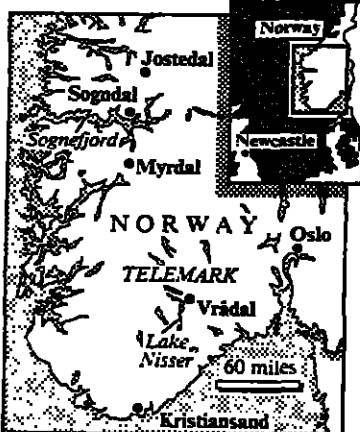 Norway
Jostedal
Sogndal
Sognefjord
Newcastle
Myrdal
NORWAY
Oslo
TELEMARK
Vrådal
Lake
Nisser
60 miles
Kristiansand